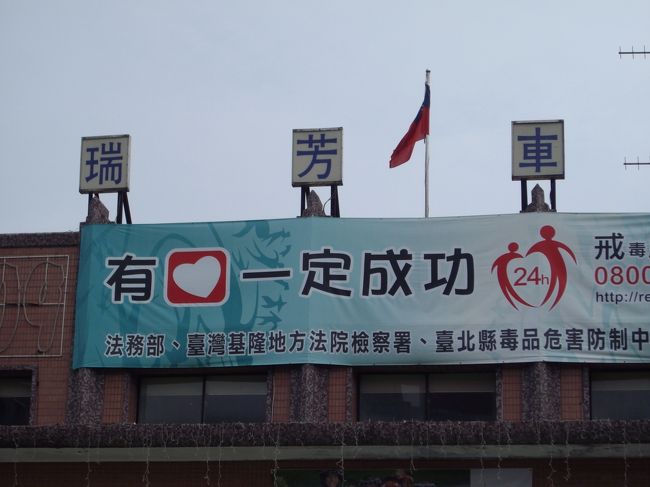 瑞芳車
有一定成功
24h
戒毒
0800
http://re
法務部、臺灣基隆地方法院檢察署、臺北縣毒品危害防制中